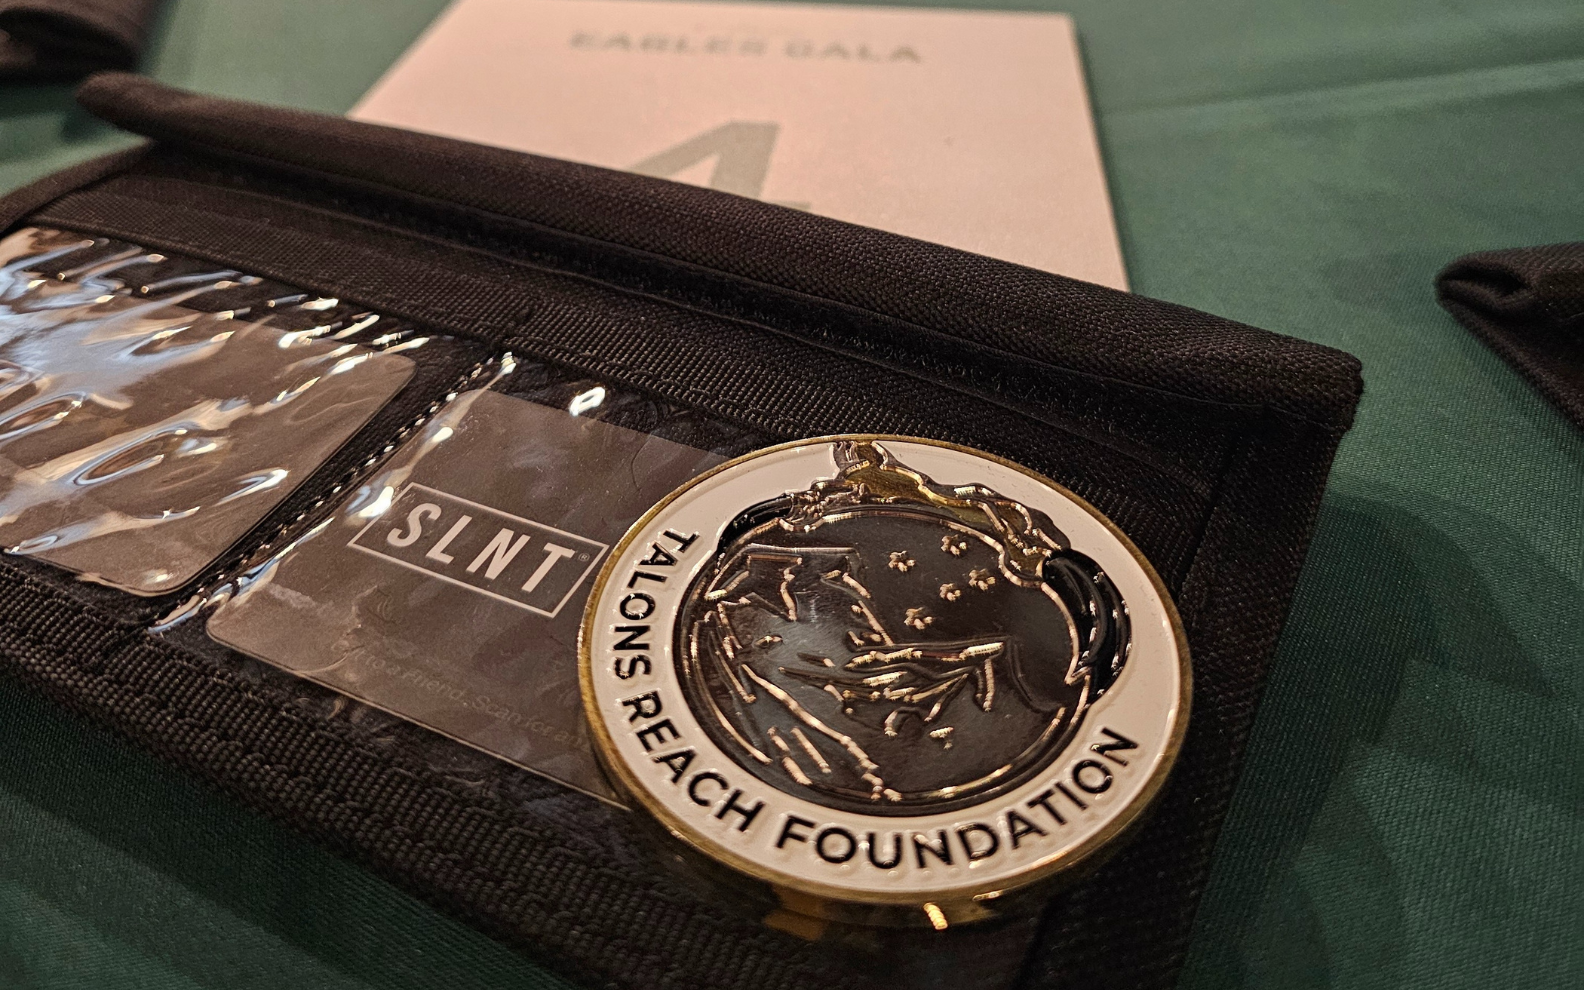 EAGLES GALA
4
SLNT®
TALONS REACH FOUNDATION